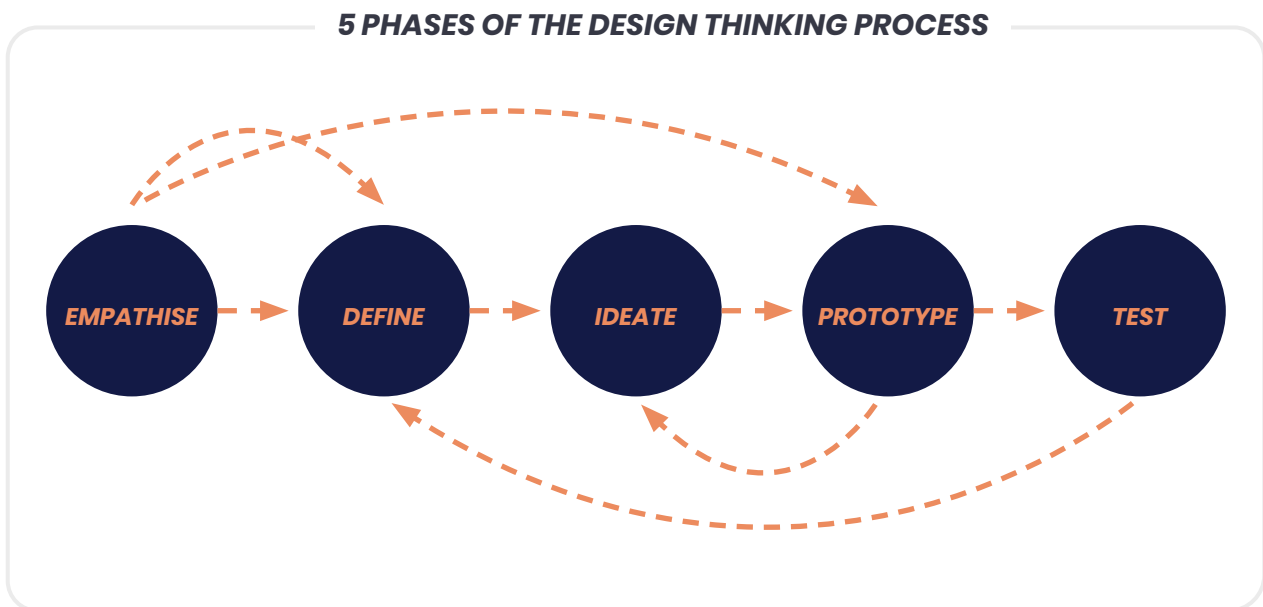 5 PHASES OF THE DESIGN THINKING PROCESS
EMPATHISE
DEFINE
IDEATE
PROTOTYPE
TEST